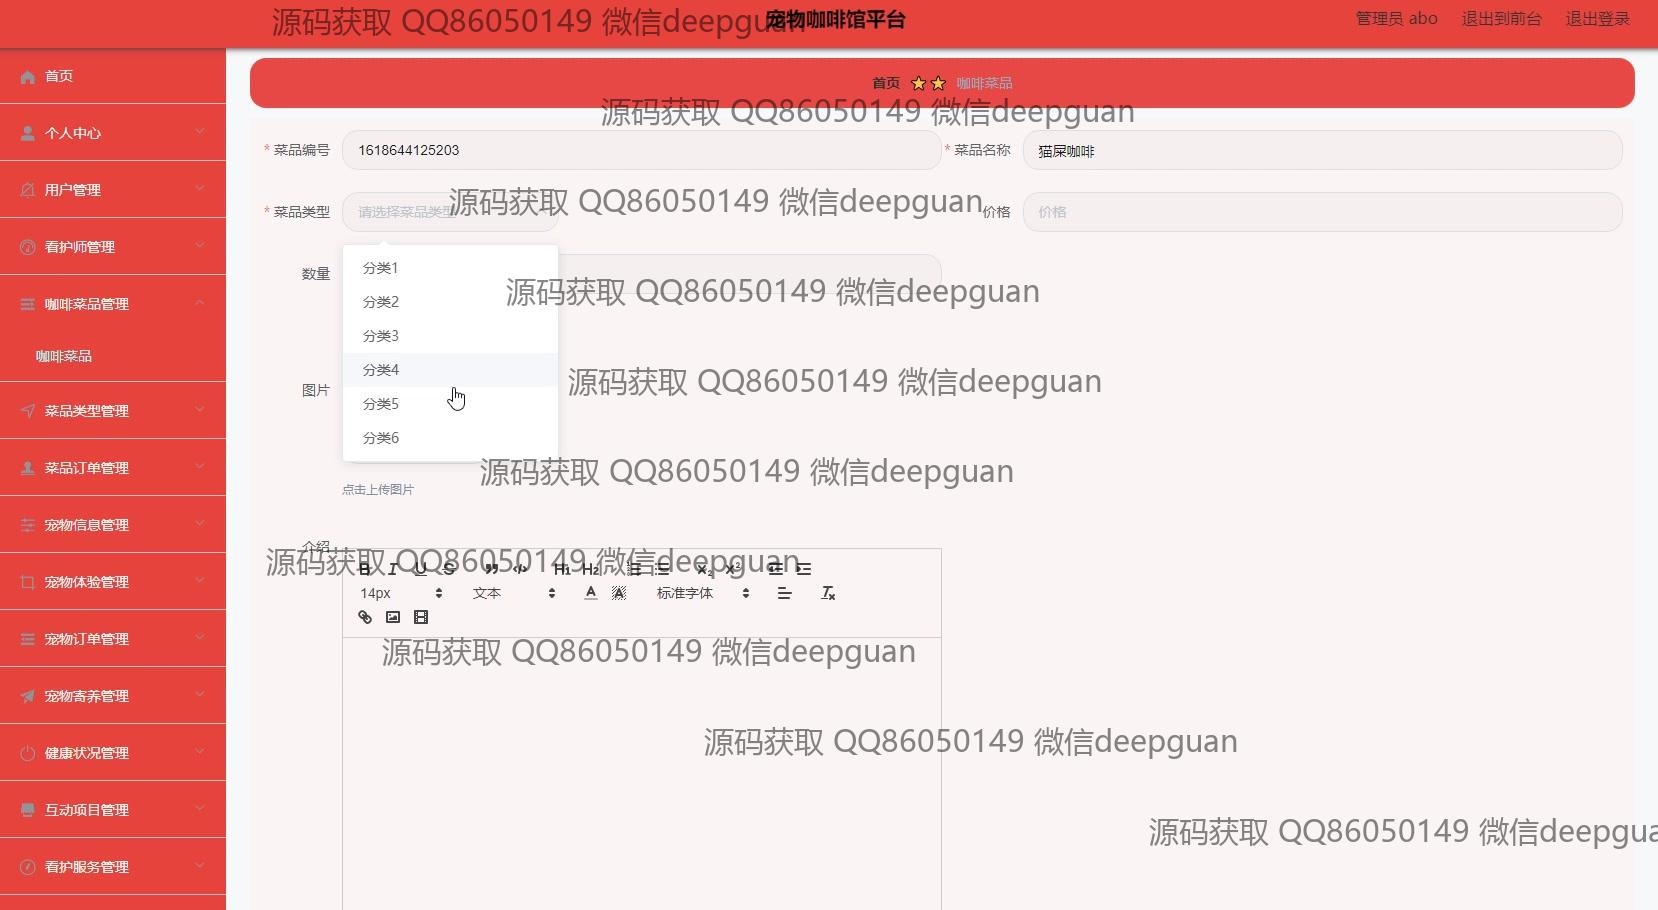 源码获取 QQ86050149 微信deepguan
宠物咖啡馆平台
管理员 abo
退出到前台
退出登录
首页
个人中心
用户管理
看护师管理
咖啡菜品管理
咖啡菜品
菜品类型管理
菜品订单管理
宠物信息管理
宠物体验管理
宠物订单管理
宠物寄养管理
健康状况管理
互动项目管理
看护服务管理
首页 咖啡菜品
源码获取 QQ86050149 微信deepguan
* 菜品编号 1618644125203
* 菜品名称 猫屎咖啡
* 菜品类型 请选择菜品类型
源码获取 QQ86050149 微信deepguan
价格 价格
分类1
数量
分类2
源码获取 QQ86050149 微信deepguan
分类3
分类4
图片
源码获取 QQ86050149 微信deepguan
分类5
分类6
源码获取 QQ86050149 微信deepguan
点击上传图片
介绍
源码获取 QQ86050149 微信deepguan
B I U S H1 H2 X2 X2
14px 文本 A A 标准字体 Tx
源码获取 QQ86050149 微信deepguan
源码获取 QQ86050149 微信deepguan
源码获取 QQ86050149 微信deepgua